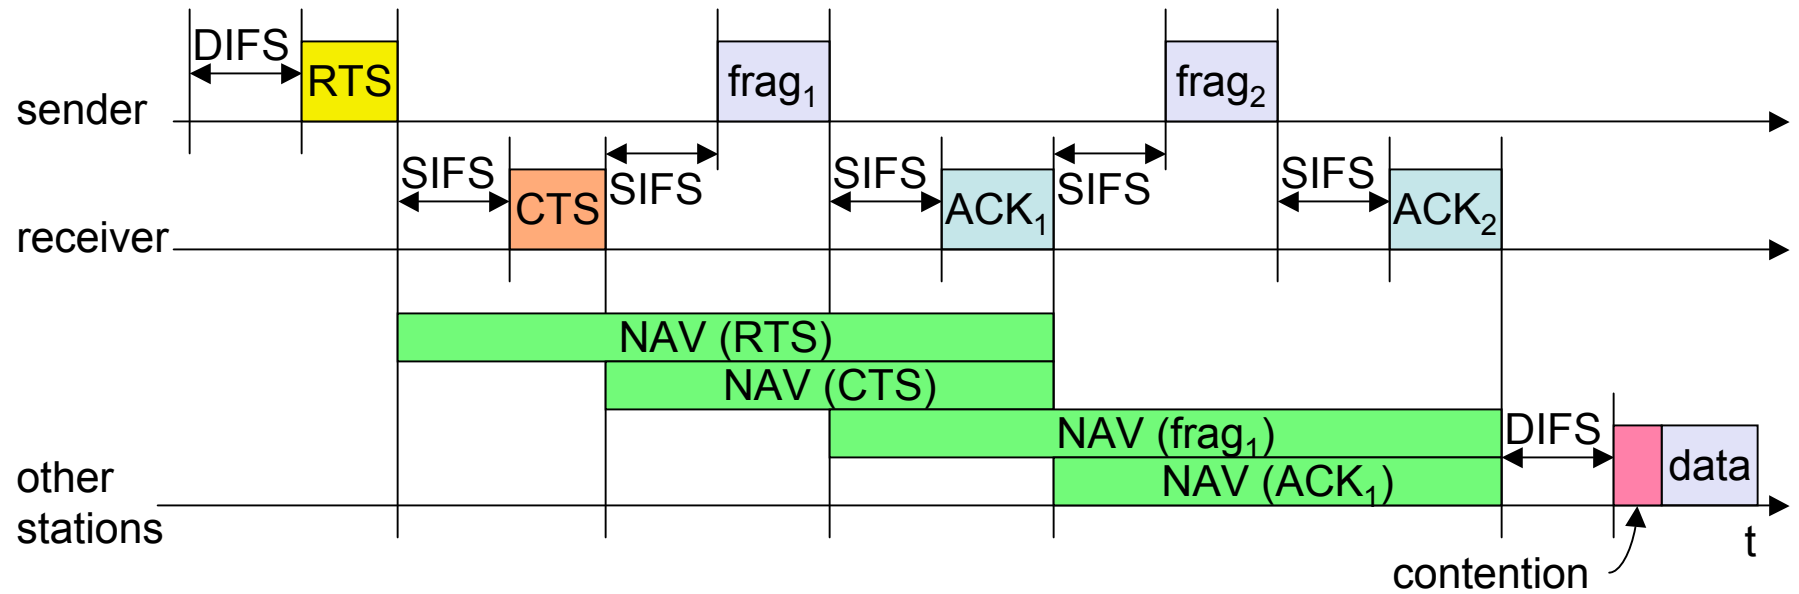 DIFS
RTS
frag₁
frag₂
sender
SIFS
CTS
SIFS
SIFS
ACK₁
SIFS
SIFS
ACK₂
receiver
NAV (RTS)
NAV (CTS)
NAV (frag₁)
NAV (ACK₁)
DIFS
data
other
stations
t
contention